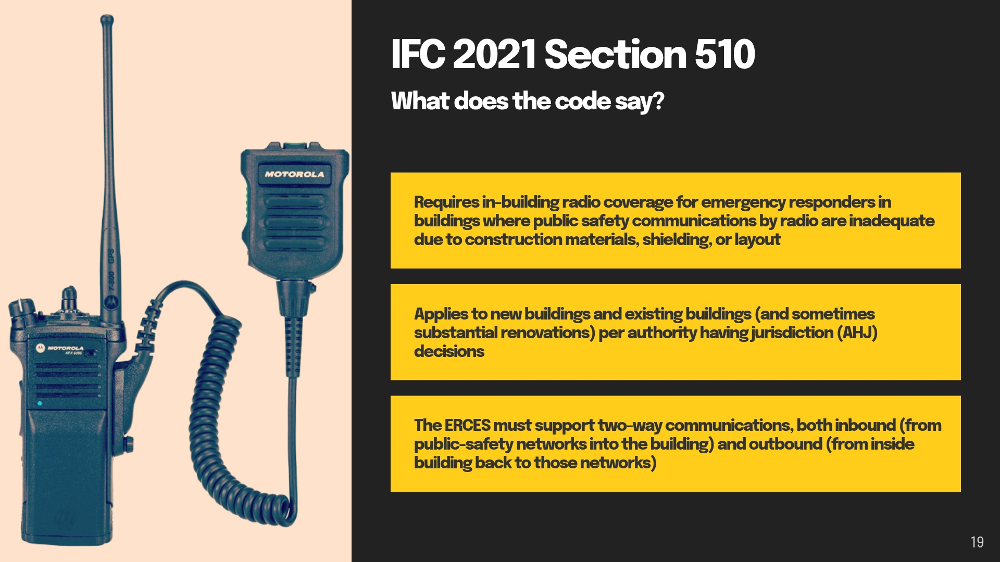 IFC 2021 Section 510
What does the code say?
Requires in-building radio coverage for emergency responders in
buildings where public safety communications by radio are inadequate
due to construction materials, shielding, or layout
Applies to new buildings and existing buildings (and sometimes
substantial renovations) per authority having jurisdiction (AHJ)
decisions
The ERCES must support two-way communications, both inbound (from
public-safety networks into the building) and outbound (from inside
building back to those networks)
19
MOTOROLA
7-800 GPS
MOTOROLA
APX 6000